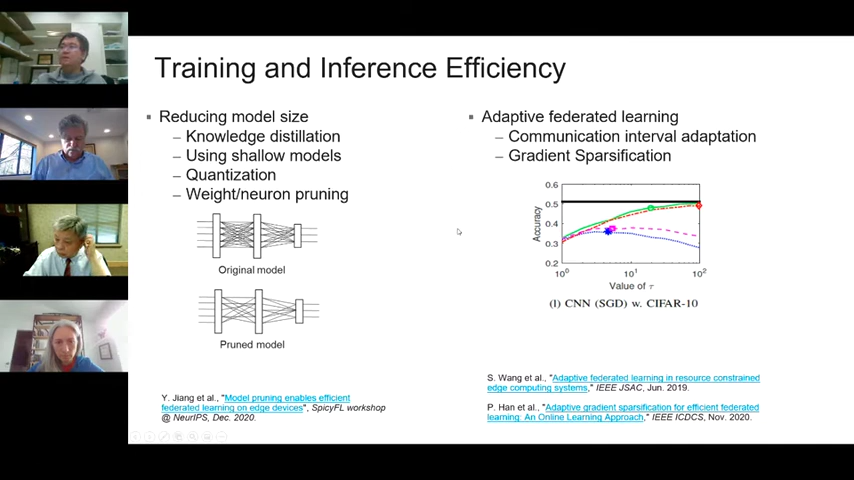 Training and Inference Efficiency
▪ Reducing model size
– Knowledge distillation
– Using shallow models
– Quantization
– Weight/neuron pruning
Original model
Pruned model
Y. Jiang et al., "Model pruning enables efficient
federated learning on edge devices", SpicyFL workshop
@ NeurIPS, Dec. 2020.
▪ Adaptive federated learning
– Communication interval adaptation
– Gradient Sparsification
0.6
0.5
0.4
0.3
0.2
Accuracy
10⁰
10¹
10²
Value of τ
(l) CNN (SGD) w. CIFAR-10
S. Wang et al., "Adaptive federated learning in resource constrained
edge computing systems," IEEE JSAC, Jun. 2019.
P. Han et al., "Adaptive gradient sparsification for efficient federated
learning: An Online Learning Approach," IEEE ICDCS, Nov. 2020.